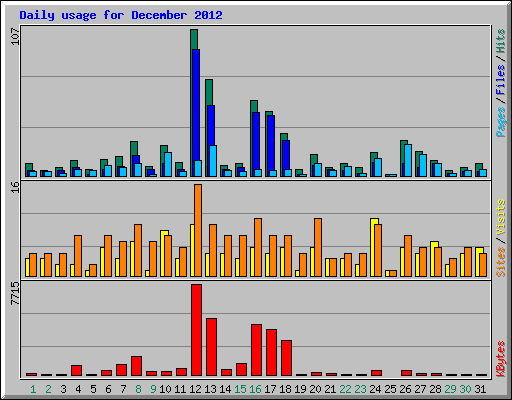 Daily usage for December 2012
107
Pages / Files / Hits
16
Sites / Visits
7715
KBytes
1 2 3 4 5 6 7 8 9 10 11 12 13 14 15 16 17 18 19 20 21 22 23 24 25 26 27 28 29 30 31